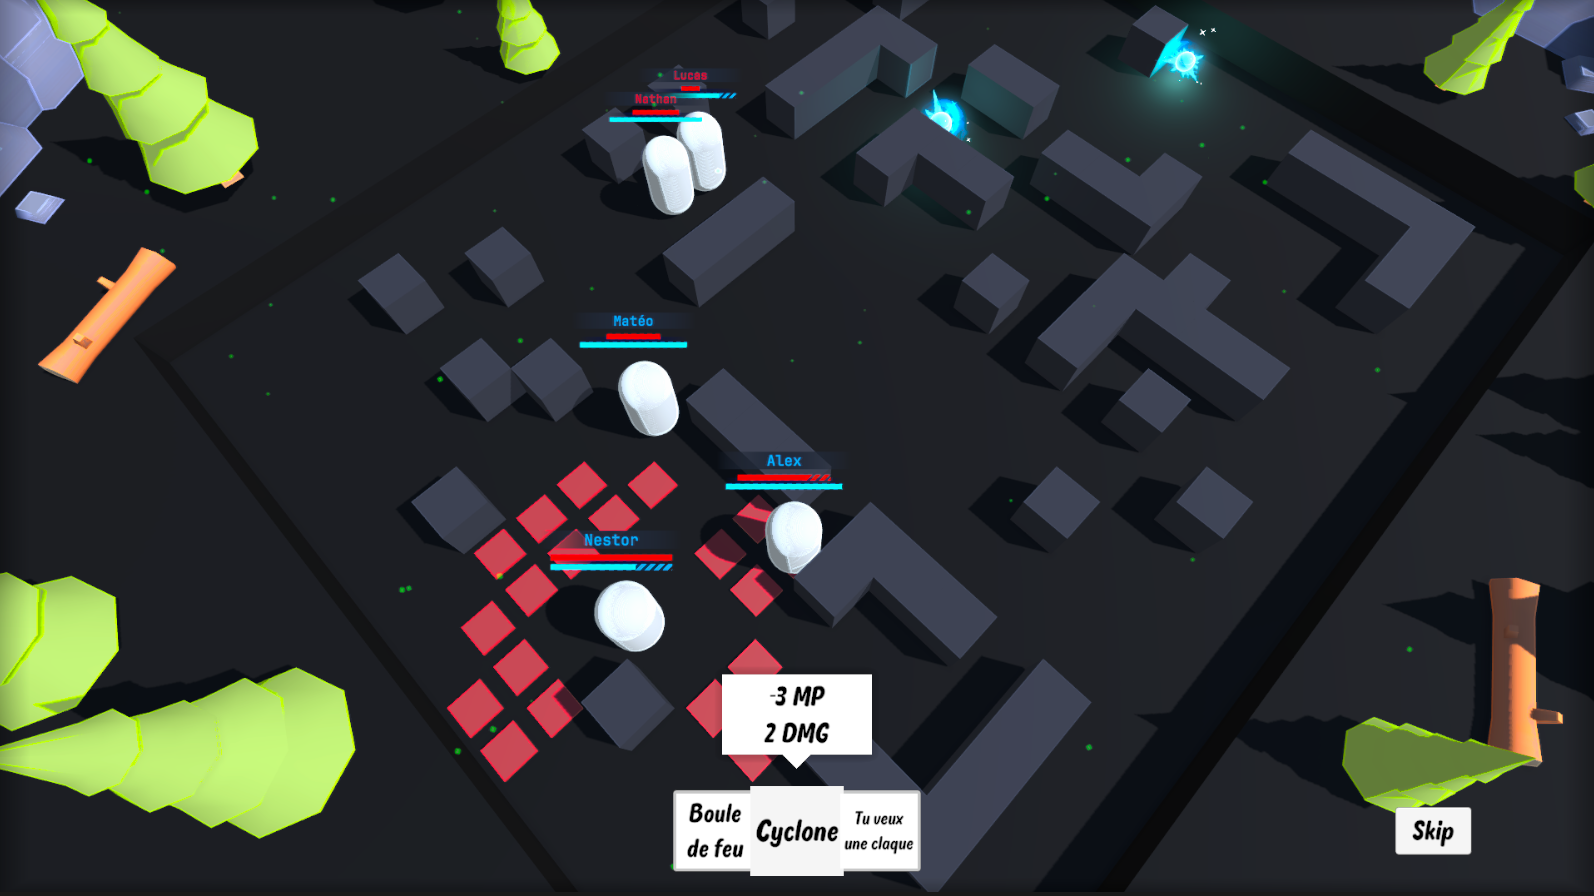 Lucas
Nathan
Matéo
Alex
Nestor
-3 MP
2 DMG
Boule
de feu
Cyclone
Tu veux
une claque
Skip